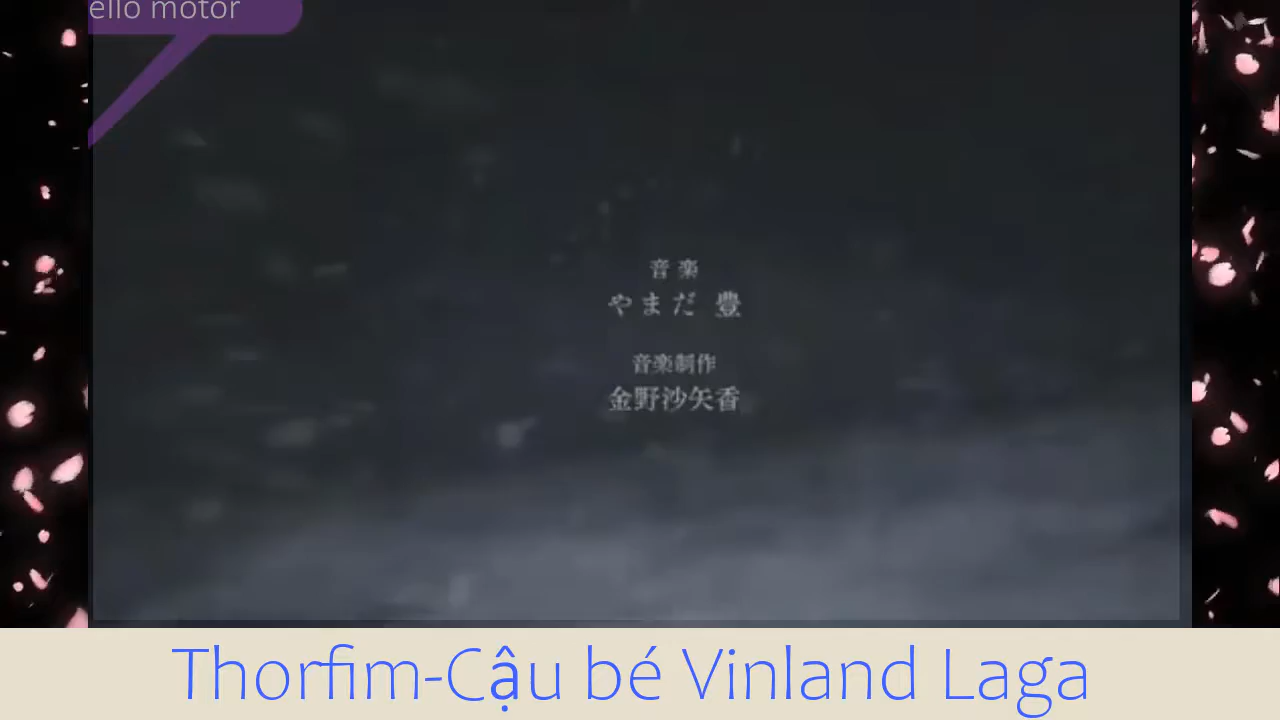 ello motor
音楽
やまだ 豊
音楽制作
金野沙矢香
Thorfim-Cậu bé Vinland Laga